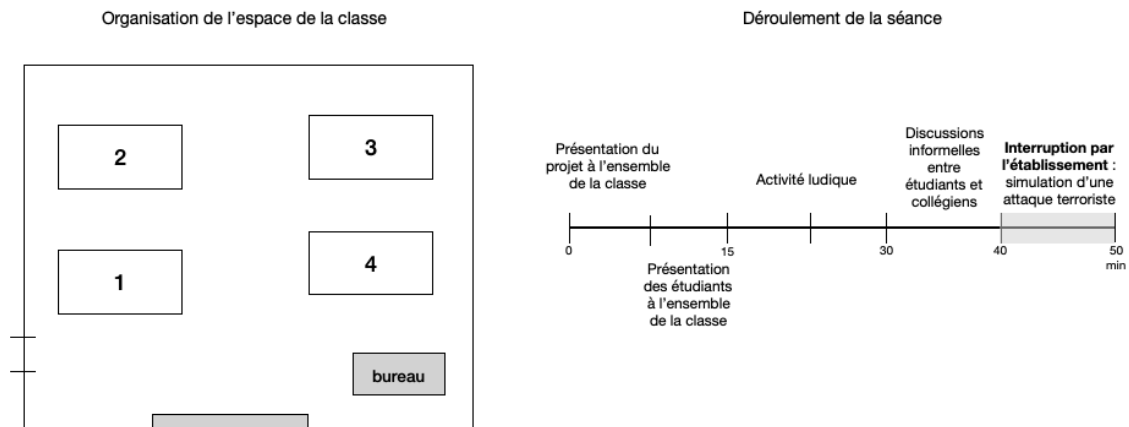 Organisation de l'espace de la classe
2
3
1
4
bureau
Déroulement de la séance
Présentation du
projet à l'ensemble
de la classe
Activité ludique
Discussions
informelles
entre
étudiants et
collégiens
Interruption par
l'établissement :
simulation d'une
attaque terroriste
0
15
30
40
50
min
Présentation
des étudiants
à l'ensemble
de la classe